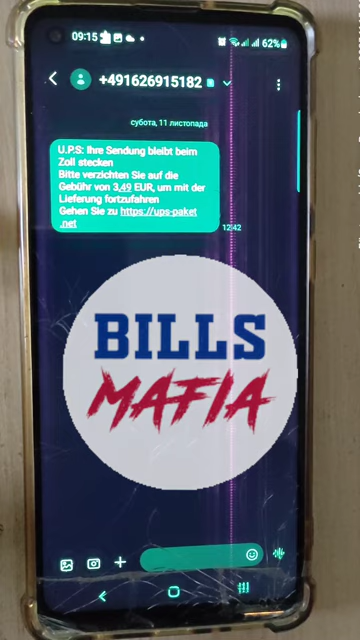 09:15
62%
+491626915182
субота, 11 листопада
U.P.S: Ihre Sendung bleibt beim
Zoll stecken
Bitte verzichten Sie auf die
Gebühr von 3,49 EUR, um mit der
Lieferung fortzufahren
Gehen Sie zu https://ups-paket
.net
12:42
BILLS
MAFIA